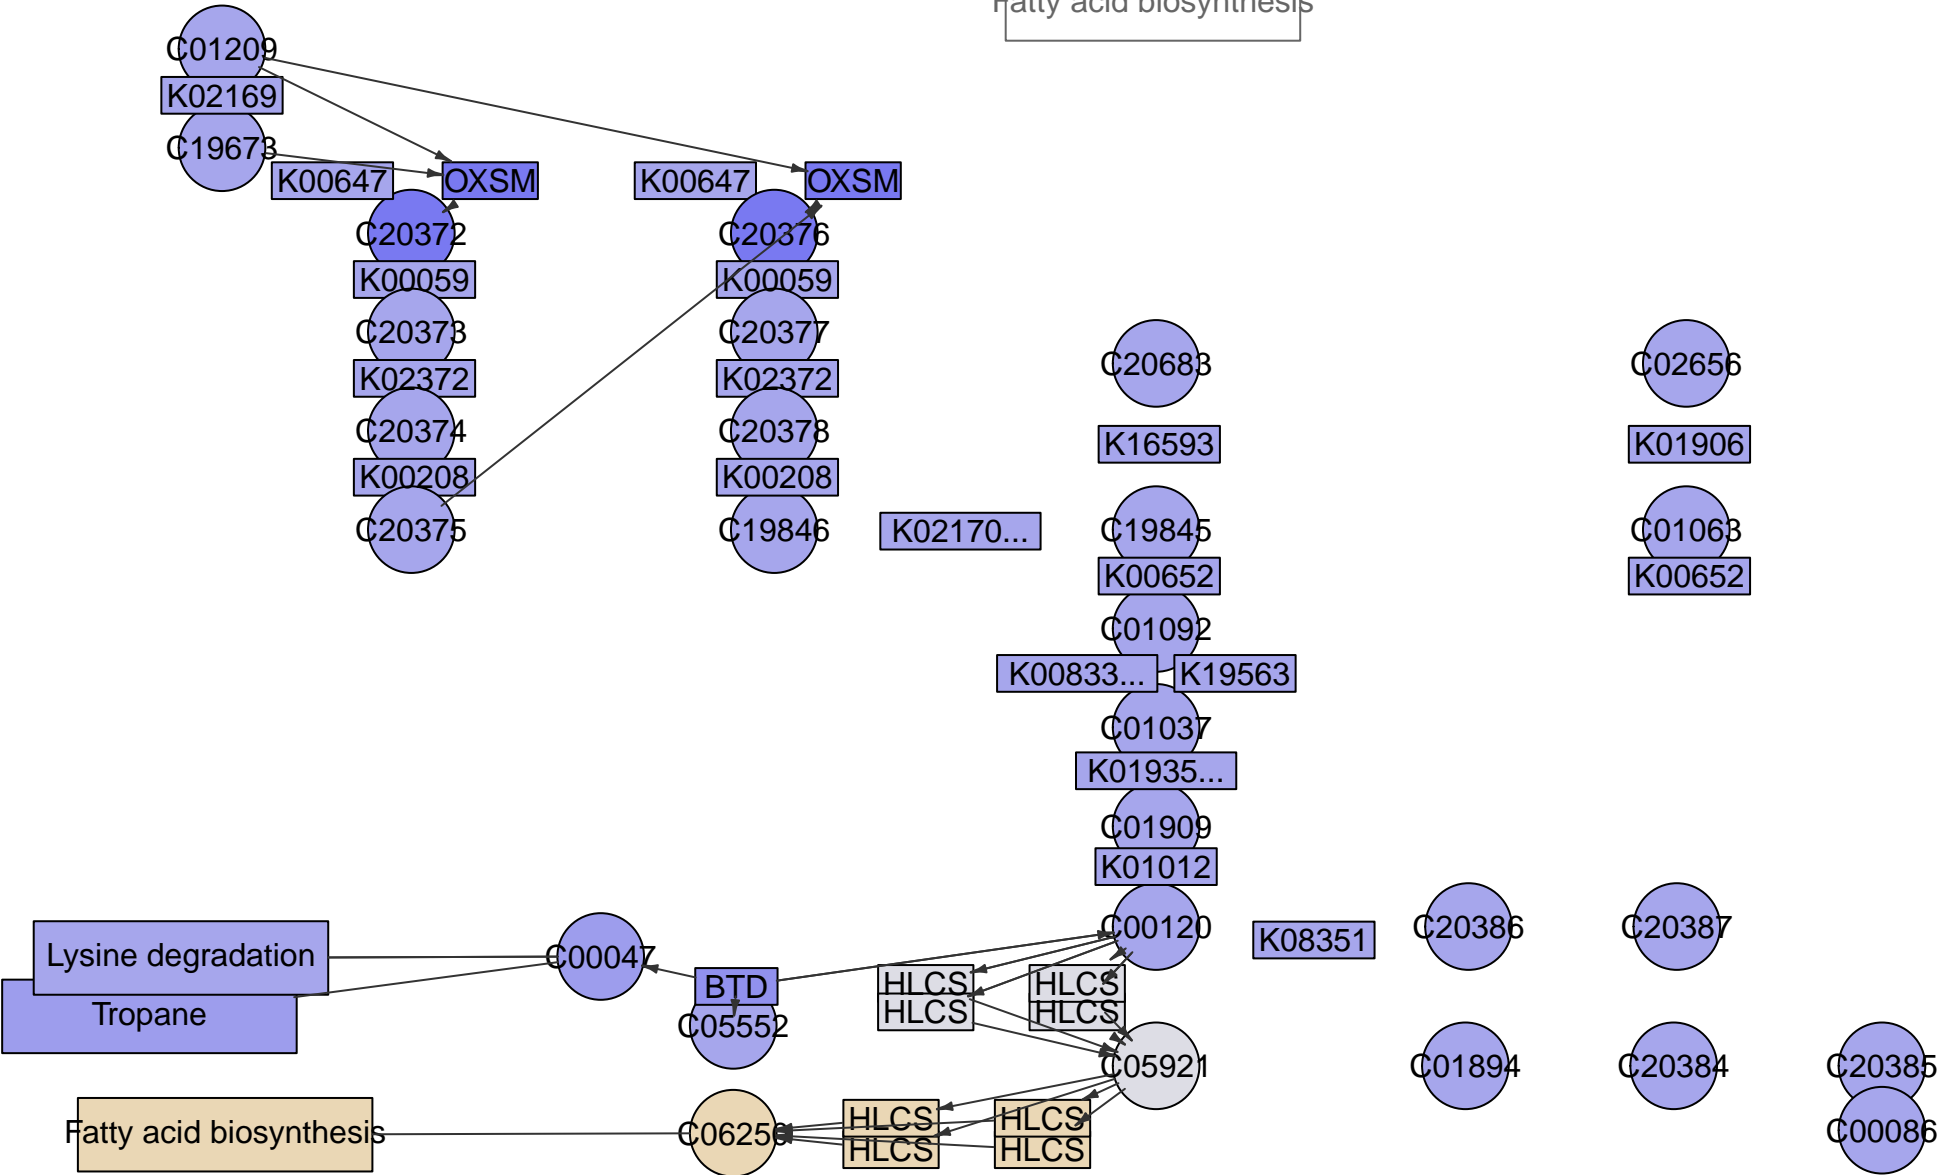 Fatty acid biosynthesis
C01209
K02169
C19673
K00647
OXSM
K00647
OXSM
C20372
C20376
K00059
K00059
C20373
C20377
C20683
C02656
K02372
K02372
C20374
C20378
K16593
K01906
K00208
K00208
C20375
C19846
K02170...
C19845
C01063
K00652
K00652
C01092
K00833...
K19563
C01037
K01935...
C01909
K01012
C00120
K08351
C20386
C20387
Lysine degradation
C00047
BTD
HLCS
HLCS
Tropane
C05552
HLCS
HLCS
C05921
C01894
C20384
C20385
Fatty acid biosynthesis
C06250
HLCS
HLCS
HLCS
HLCS
C00086